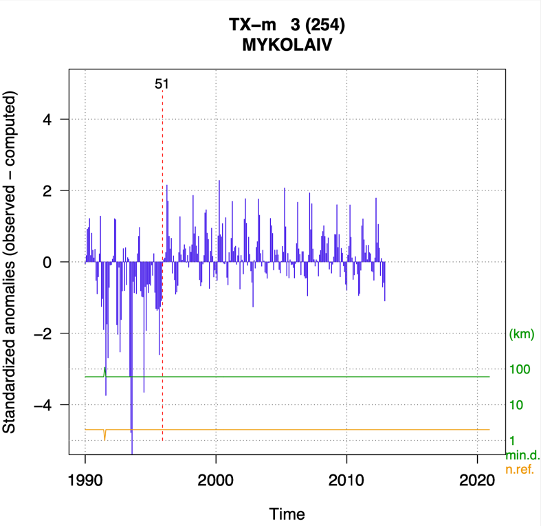 TX−m 3 (254)
MYKOLAIV
51
Standardized anomalies (observed − computed)
4
2
0
−2
−4
(km)
100
10
1
min.d.
n.ref.
1990
2000
2010
2020
Time